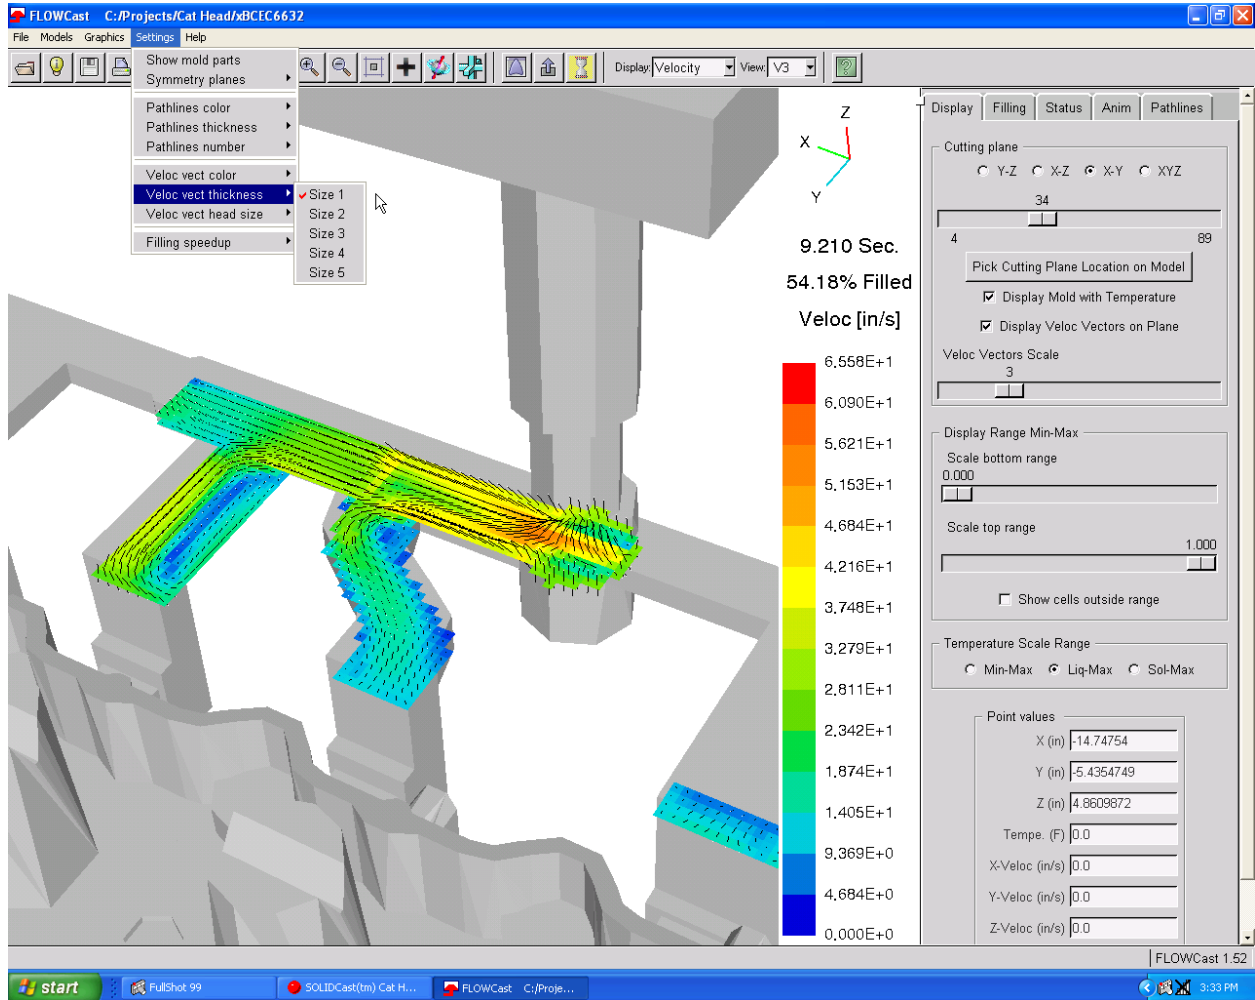 FLOWCast    C:/Projects/Cat Head/xBCEC6632
File Models Graphics Settings Help
Display: Velocity View: V3
Show mold parts
Symmetry planes
Pathlines color
Pathlines thickness
Pathlines number
Veloc vect color
Veloc vect thickness
Veloc vect head size
Filling speedup
Size 1
Size 2
Size 3
Size 4
Size 5
Z
X
Y
9.210 Sec.
54.18% Filled
Veloc [in/s]
6.558E+1
6.090E+1
5.621E+1
5.153E+1
4.684E+1
4.216E+1
3.748E+1
3.279E+1
2.811E+1
2.342E+1
1.874E+1
1.405E+1
9.369E+0
4.684E+0
0.000E+0
Display Filling Status Anim Pathlines
Cutting plane
Y-Z X-Z X-Y XYZ
34
4 89
Pick Cutting Plane Location on Model
Display Mold with Temperature
Display Veloc Vectors on Plane
Veloc Vectors Scale
3
Display Range Min-Max
Scale bottom range
0.000
Scale top range
1.000
Show cells outside range
Temperature Scale Range
Min-Max Liq-Max Sol-Max
Point values
X (in) -14.74754
Y (in) -5.4354749
Z (in) 4.8609872
Tempe. (F) 0.0
X-Veloc (in/s) 0.0
Y-Veloc (in/s) 0.0
Z-Veloc (in/s) 0.0
FLOWCast 1.52
start FullShot 99 SOLIDCast(tm) Cat H... FLOWCast C:/Proje... 3:33 PM